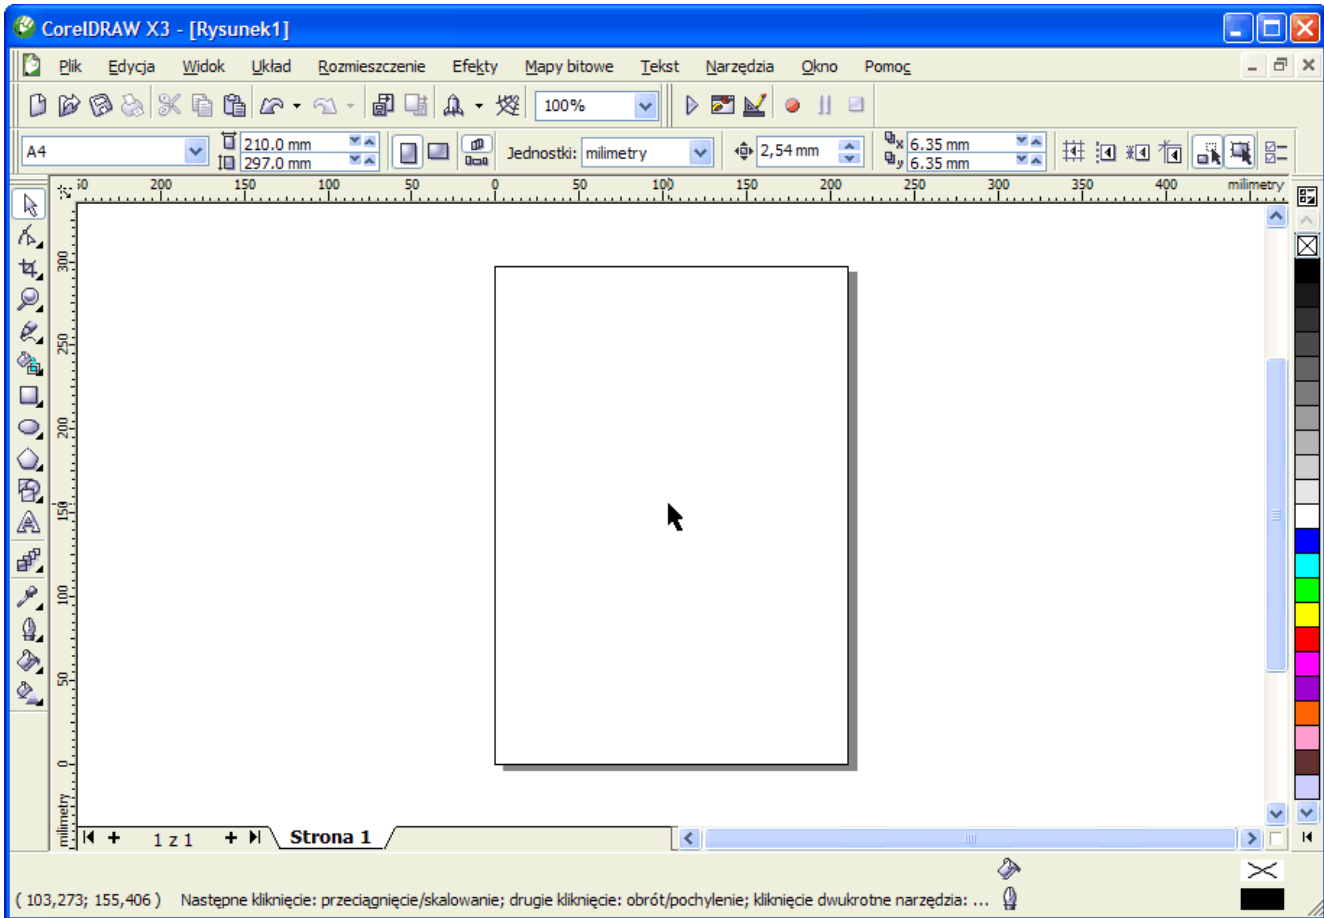 CorelDRAW X3 - [Rysunek1]
Plik Edycja Widok Układ Rozmieszczenie Efekty Mapy bitowe Tekst Narzędzia Okno Pomoc
100%
A4 210.0 mm 297.0 mm Jednostki: milimetry 2,54 mm x 6.35 mm y 6.35 mm
200 150 100 50 0 50 100 150 200 250 300 350 400 milimetry
300
250
200
150
100
50
0
milimetry
1 z 1 Strona 1
( 103,273; 155,406 ) Następne kliknięcie: przeciągnięcie/skalowanie; drugie kliknięcie: obrót/pochylenie; kliknięcie dwukrotne narzędzia: ...